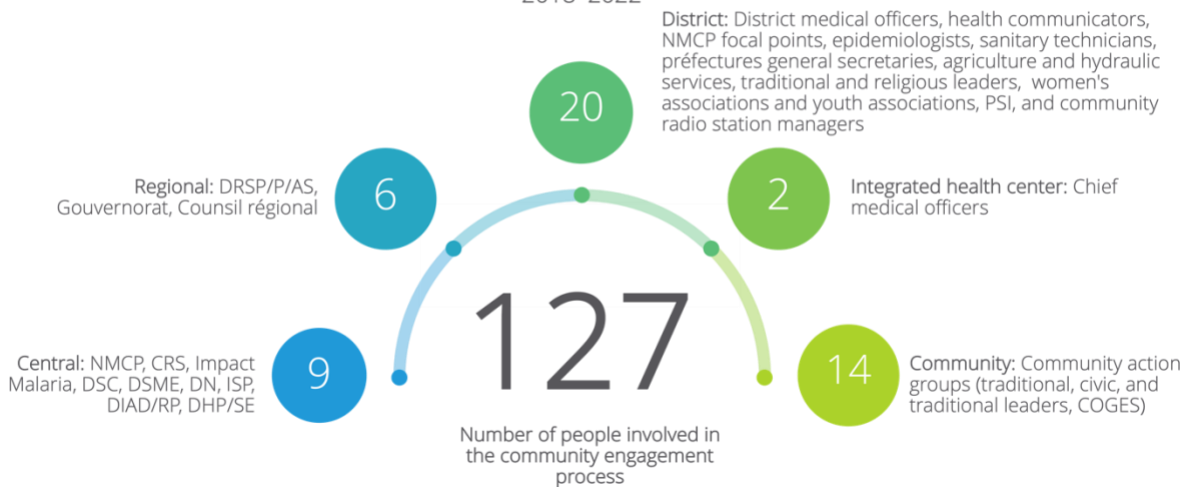 District: District medical officers, health communicators,
NMCP focal points, epidemiologists, sanitary technicians,
préfectures general secretaries, agriculture and hydraulic
services, traditional and religious leaders, women's
associations and youth associations, PSI, and community
radio station managers
20
Regional: DRSP/P/AS,
Gouvernorat, Counsil régional
6
2
Integrated health center: Chief
medical officers
127
Number of people involved in
the community engagement
process
Central: NMCP, CRS, Impact
Malaria, DSC, DSME, DN, ISP,
DIAD/RP, DHP/SE
9
14
Community: Community action
groups (traditional, civic, and
traditional leaders, COGES)